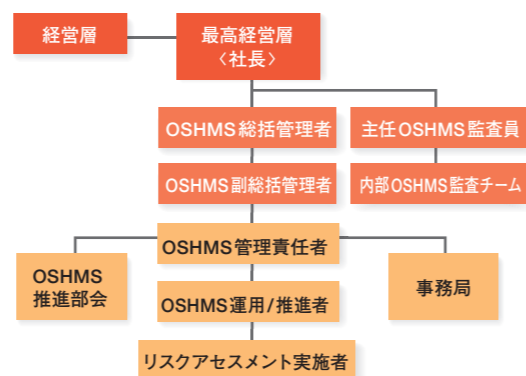 経営層
最高経営層
〈社長〉
OSHMS総括管理者
主任OSHMS監査員
OSHMS副総括管理者
内部OSHMS監査チーム
OSHMS管理責任者
OSHMS
推進部会
OSHMS運用/推進者
事務局
リスクアセスメント実施者